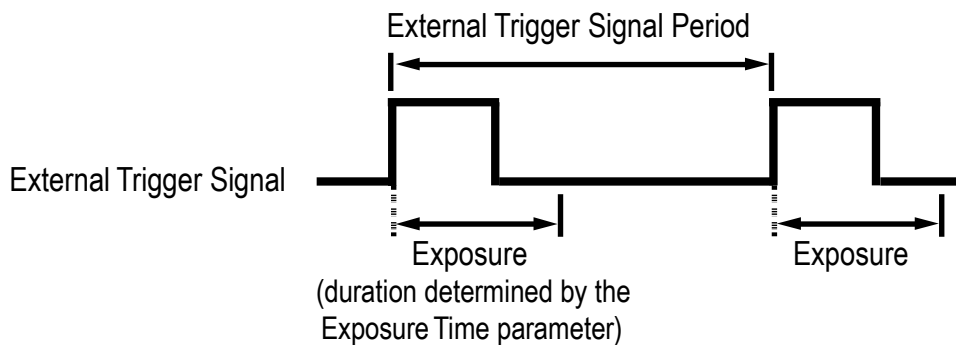 External Trigger Signal Period
External Trigger Signal
Exposure
(duration determined by the
Exposure Time parameter)
Exposure